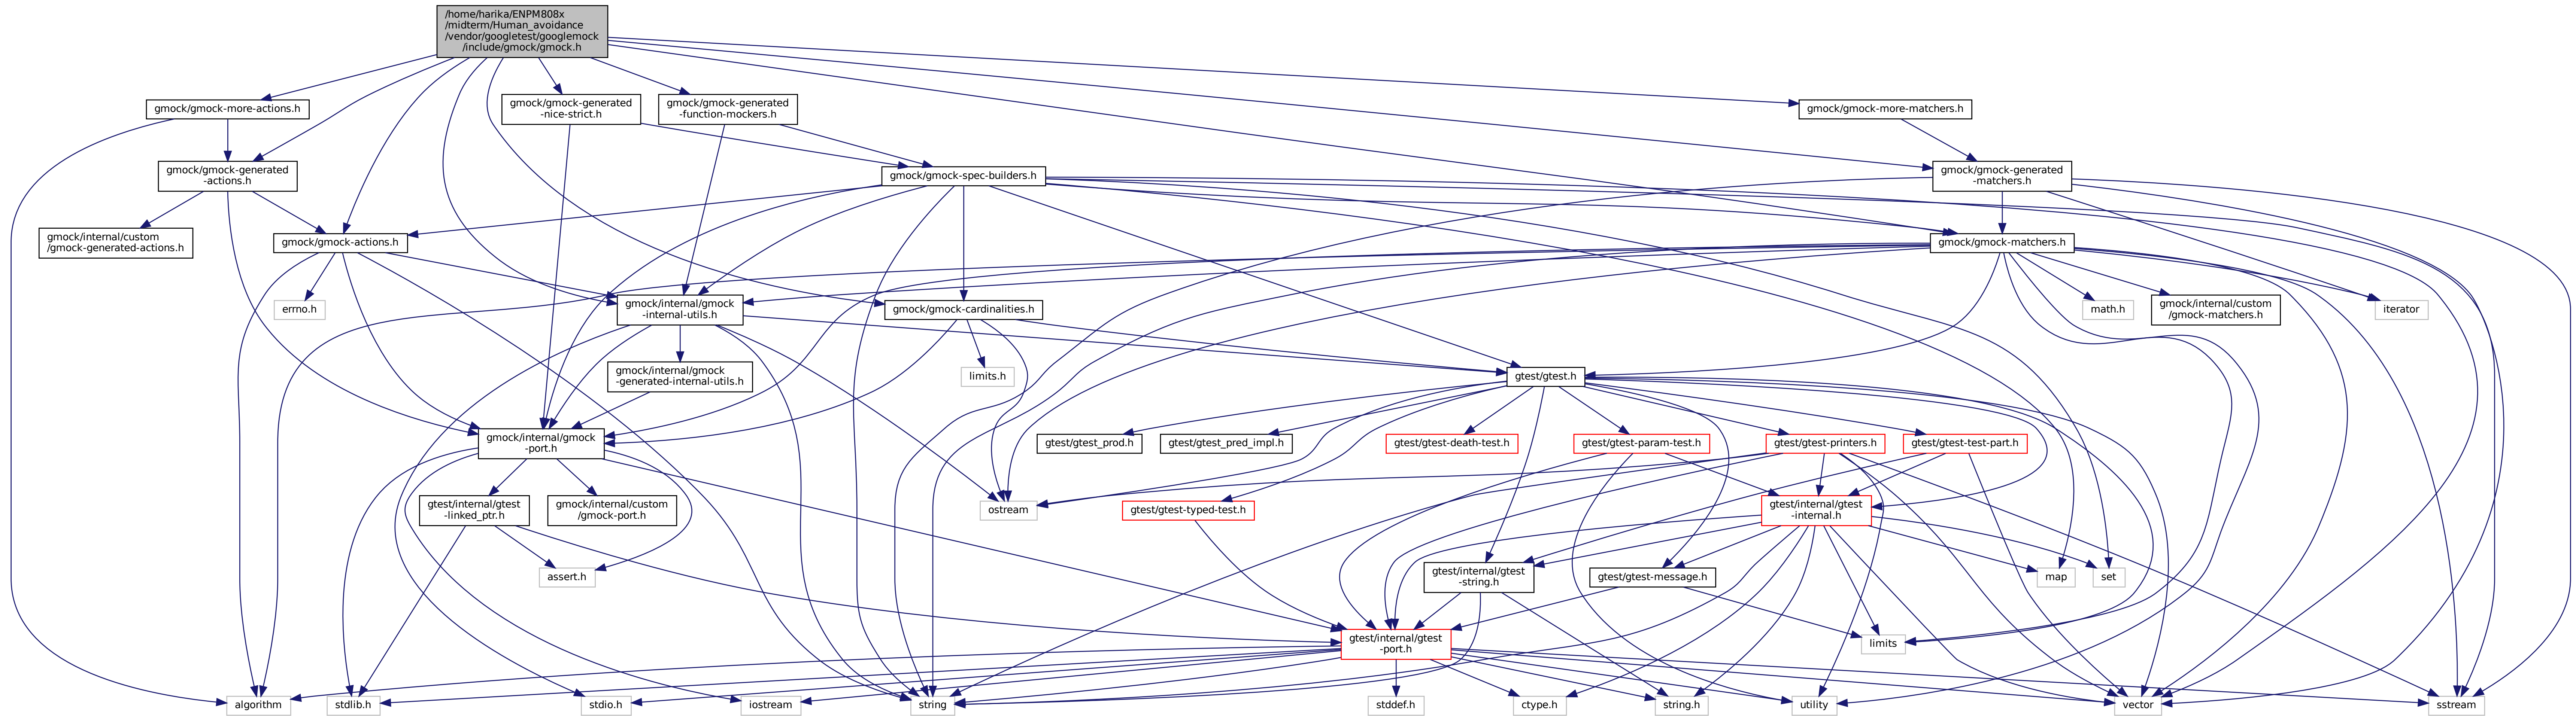 /home/harika/ENPM808x
/midterm/Human_avoidance
/vendor/googletest/googlemock
/include/gmock/gmock.h
gmock/gmock-more-actions.h
gmock/gmock-generated
-nice-strict.h
gmock/gmock-generated
-function-mockers.h
gmock/gmock-more-matchers.h
gmock/gmock-generated
-actions.h
gmock/gmock-spec-builders.h
gmock/gmock-generated
-matchers.h
gmock/internal/custom
/gmock-generated-actions.h
gmock/gmock-actions.h
gmock/gmock-matchers.h
errno.h
gmock/internal/gmock
-internal-utils.h
gmock/gmock-cardinalities.h
math.h
gmock/internal/custom
/gmock-matchers.h
iterator
gmock/internal/gmock
-generated-internal-utils.h
limits.h
gtest/gtest.h
gmock/internal/gmock
-port.h
gtest/gtest_prod.h
gtest/gtest_pred_impl.h
gtest/gtest-death-test.h
gtest/gtest-param-test.h
gtest/gtest-printers.h
gtest/gtest-test-part.h
gtest/internal/gtest
-linked_ptr.h
gmock/internal/custom
/gmock-port.h
ostream
gtest/gtest-typed-test.h
gtest/internal/gtest
-internal.h
assert.h
gtest/internal/gtest
-string.h
gtest/gtest-message.h
map
set
gtest/internal/gtest
-port.h
limits
algorithm
stdlib.h
stdio.h
iostream
string
stddef.h
ctype.h
string.h
utility
vector
sstream